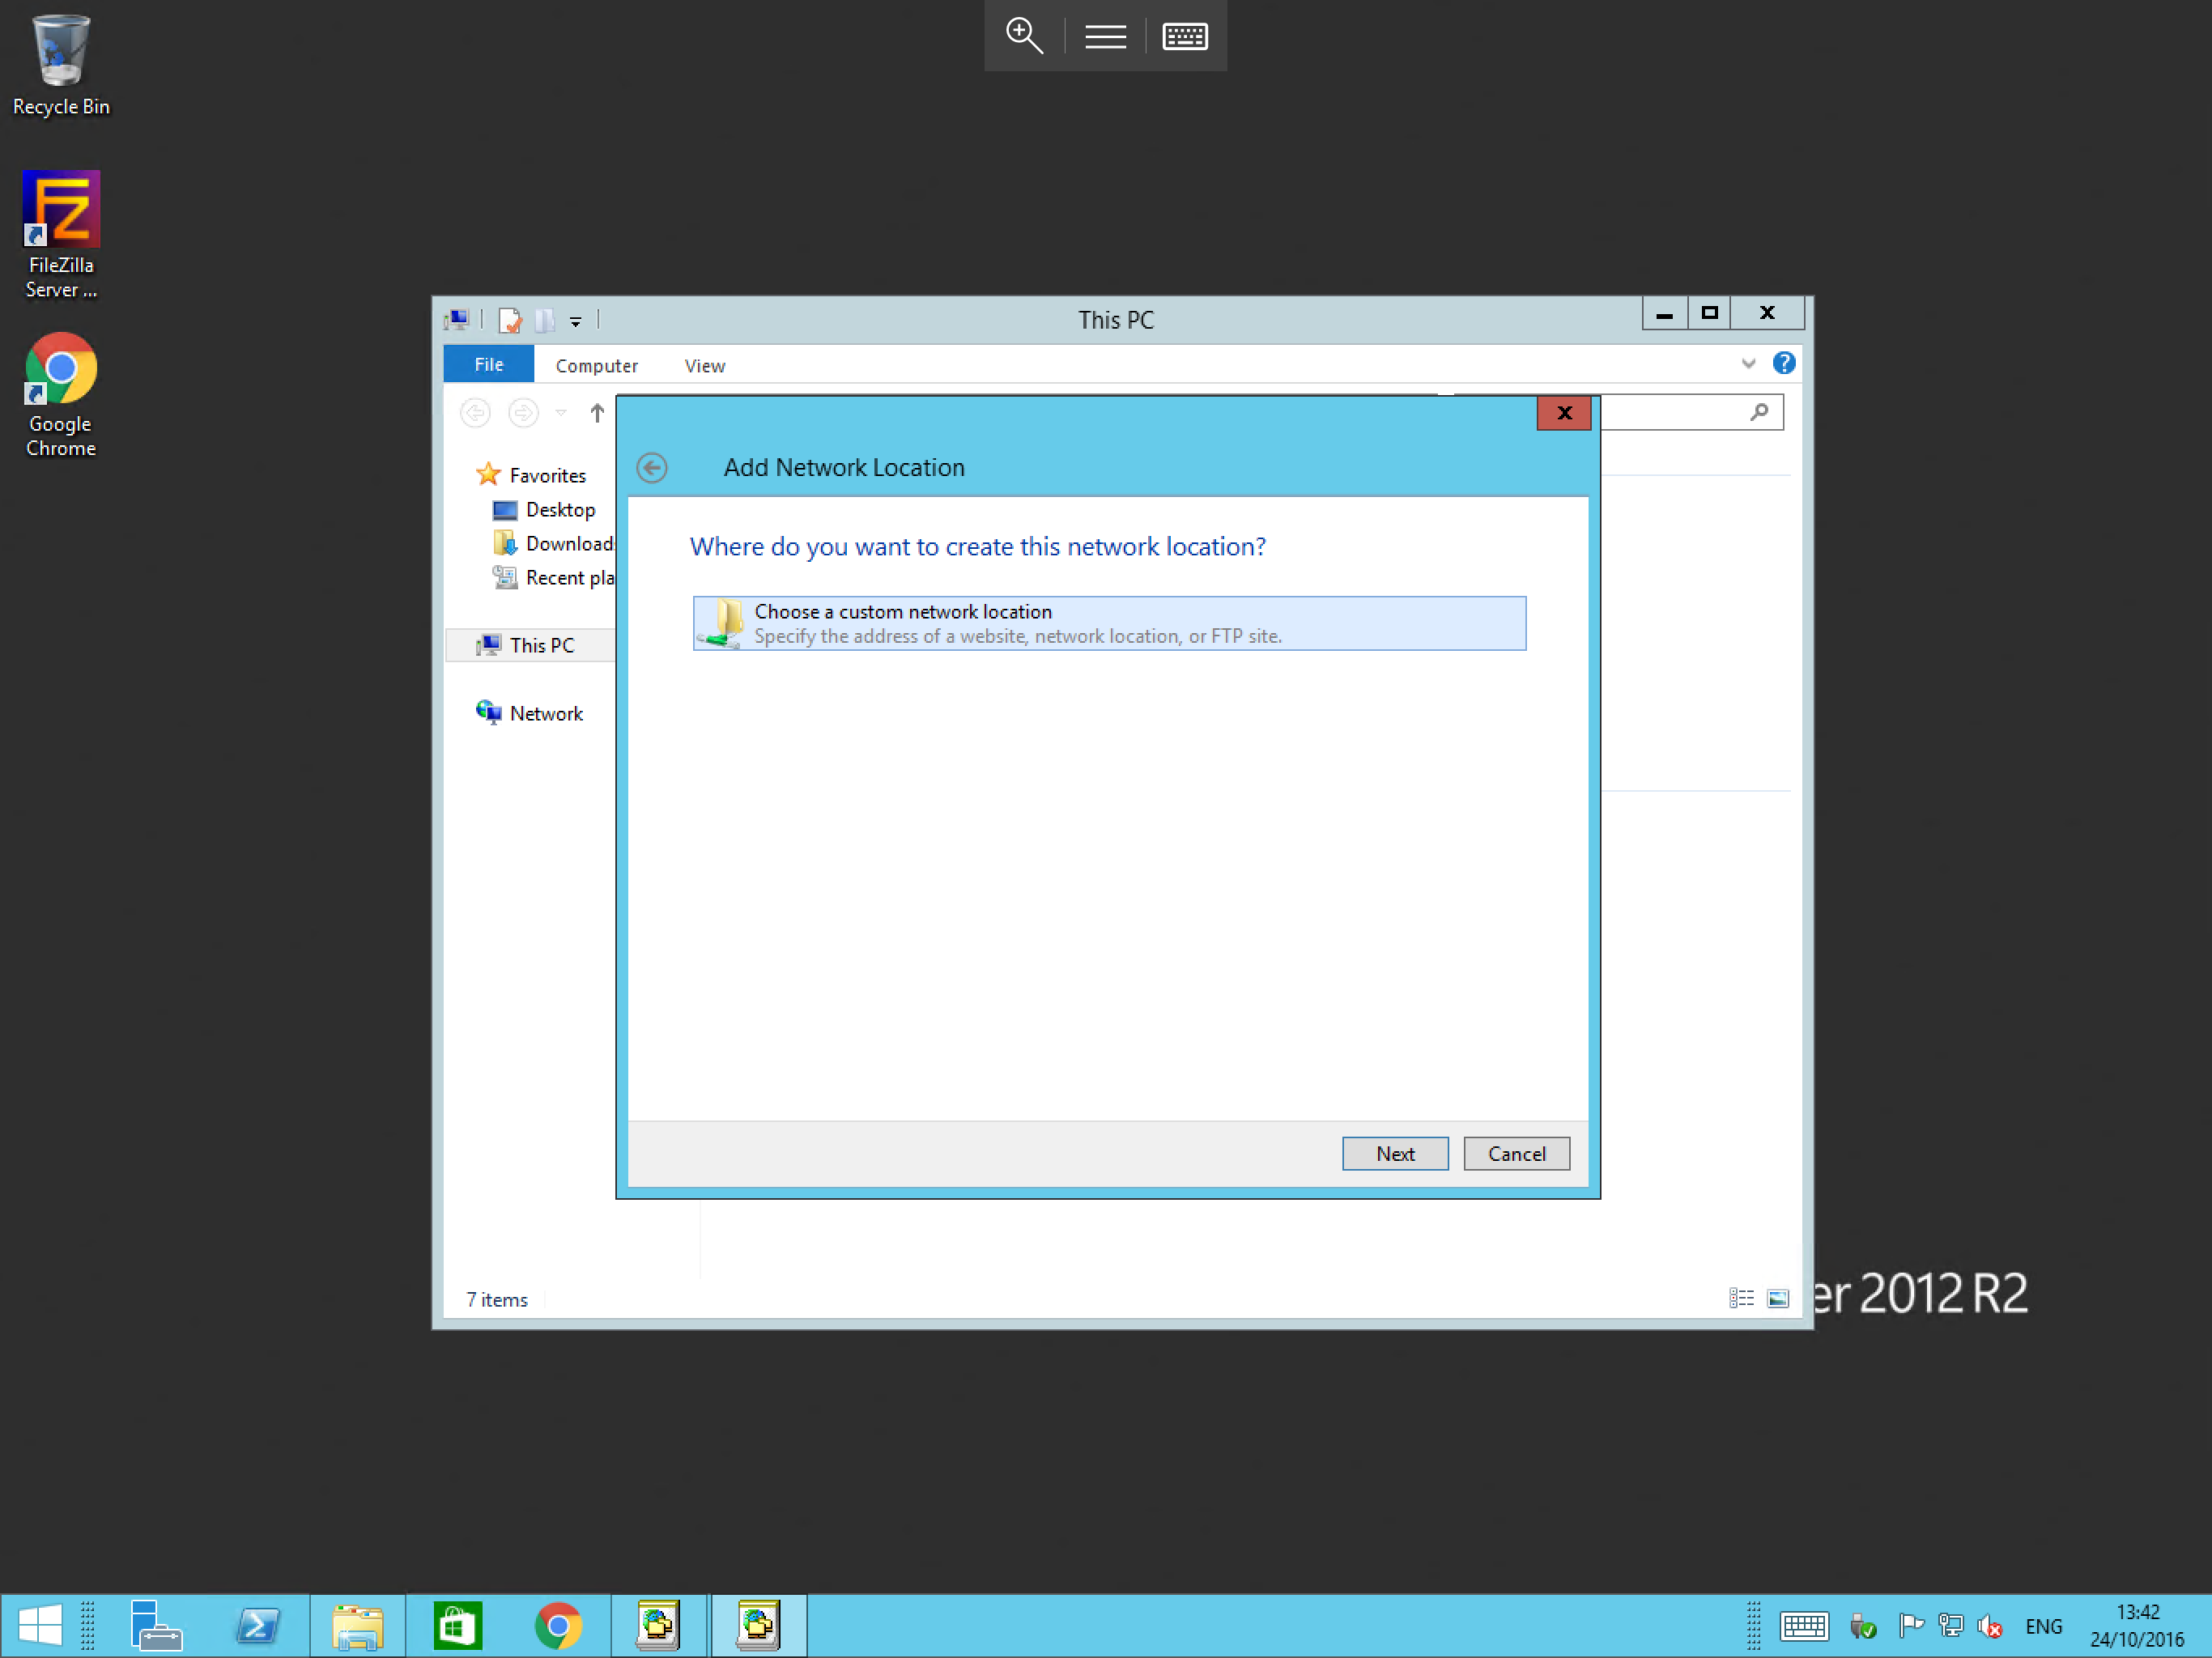 Recycle Bin
FileZilla
Server ...
Google
Chrome
This PC
File
Computer
View
Add Network Location
Favorites
Desktop
Download
Recent pla
This PC
Network
Where do you want to create this network location?
Choose a custom network location
Specify the address of a website, network location, or FTP site.
Next
Cancel
7 items
er 2012 R2
ENG
13:42
24/10/2016